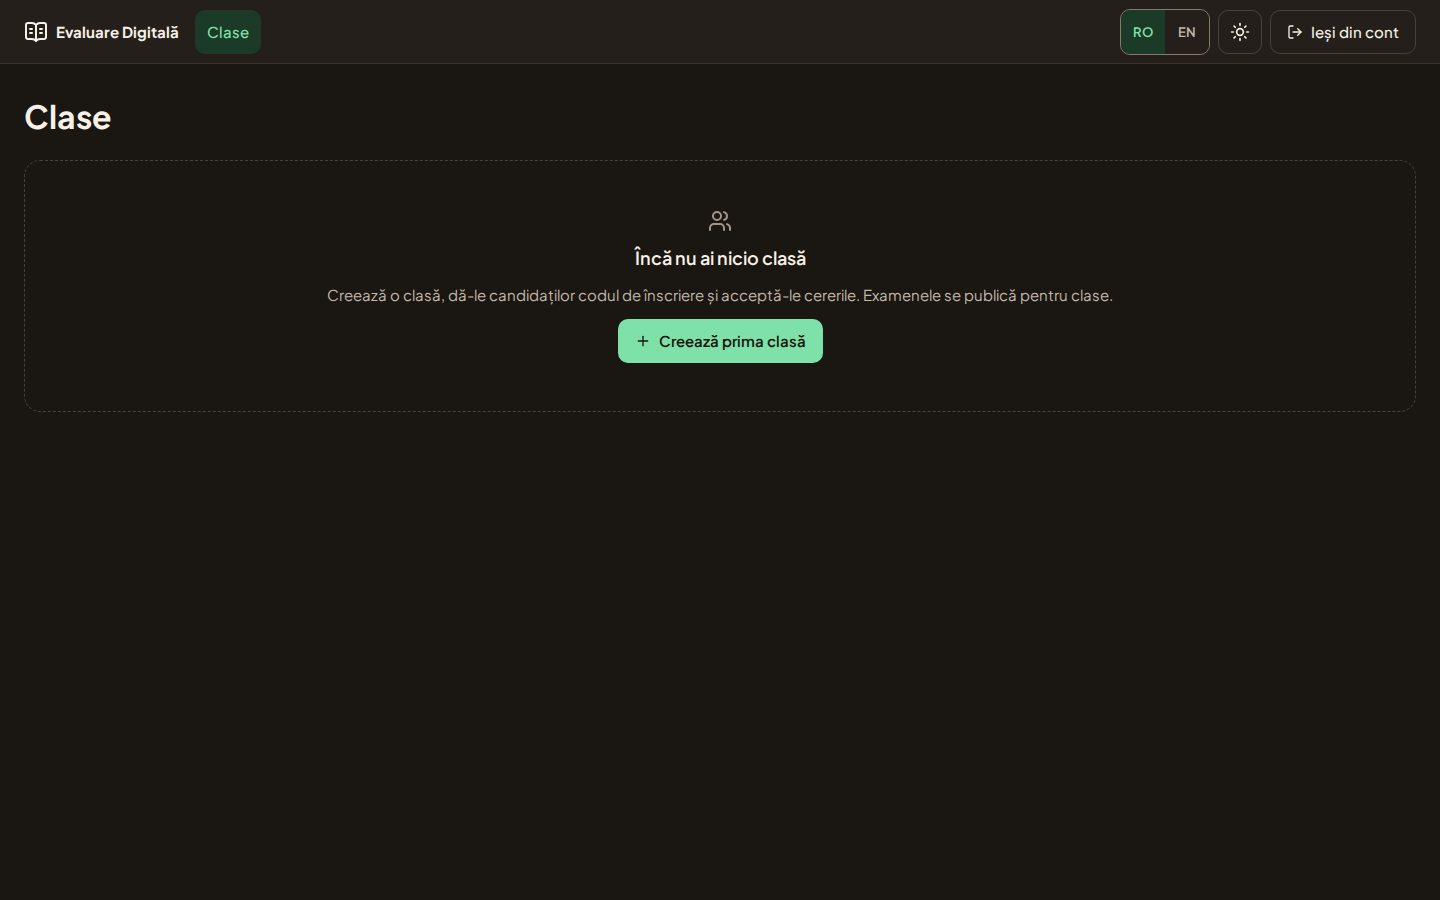 Evaluare Digitală
Clase
RO
EN
Ieși din cont
Clase
Încă nu ai nicio clasă
Creează o clasă, dă-le candidaților codul de înscriere și acceptă-le cererile. Examenele se publică pentru clase.
Creează prima clasă